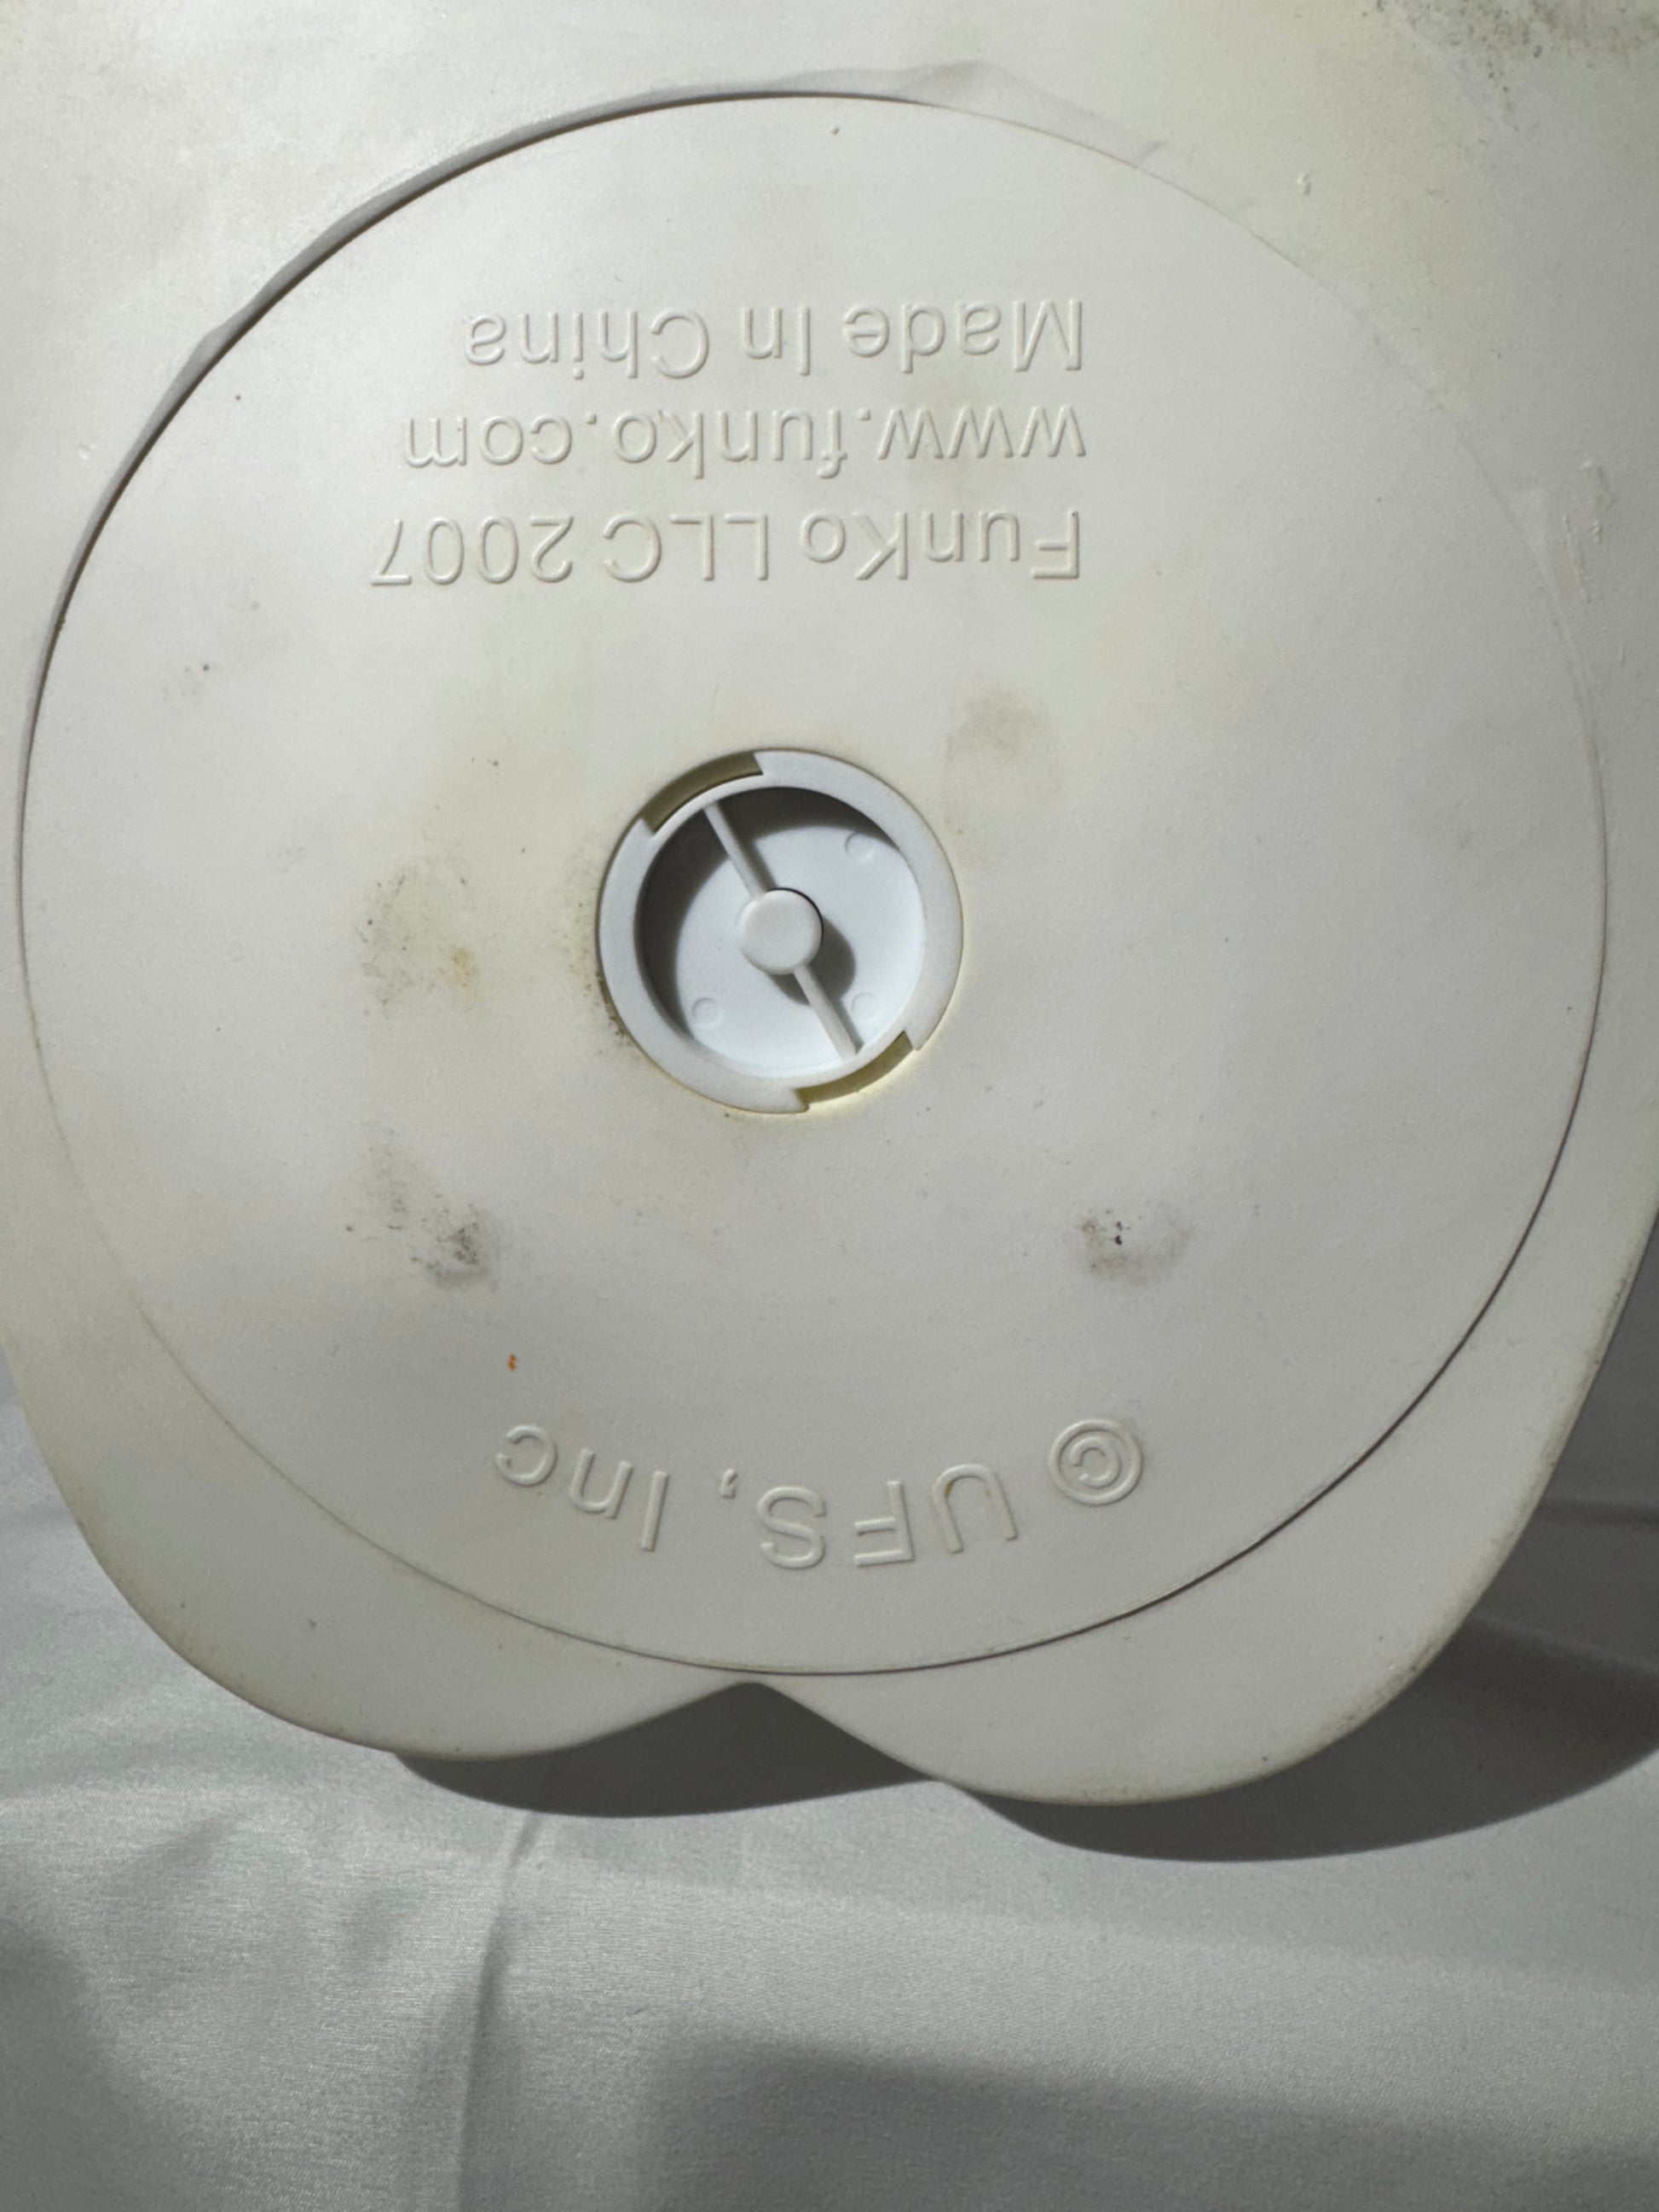 © UFS, Inc
FunKo LLC 2007
www.funko.com
Made In China